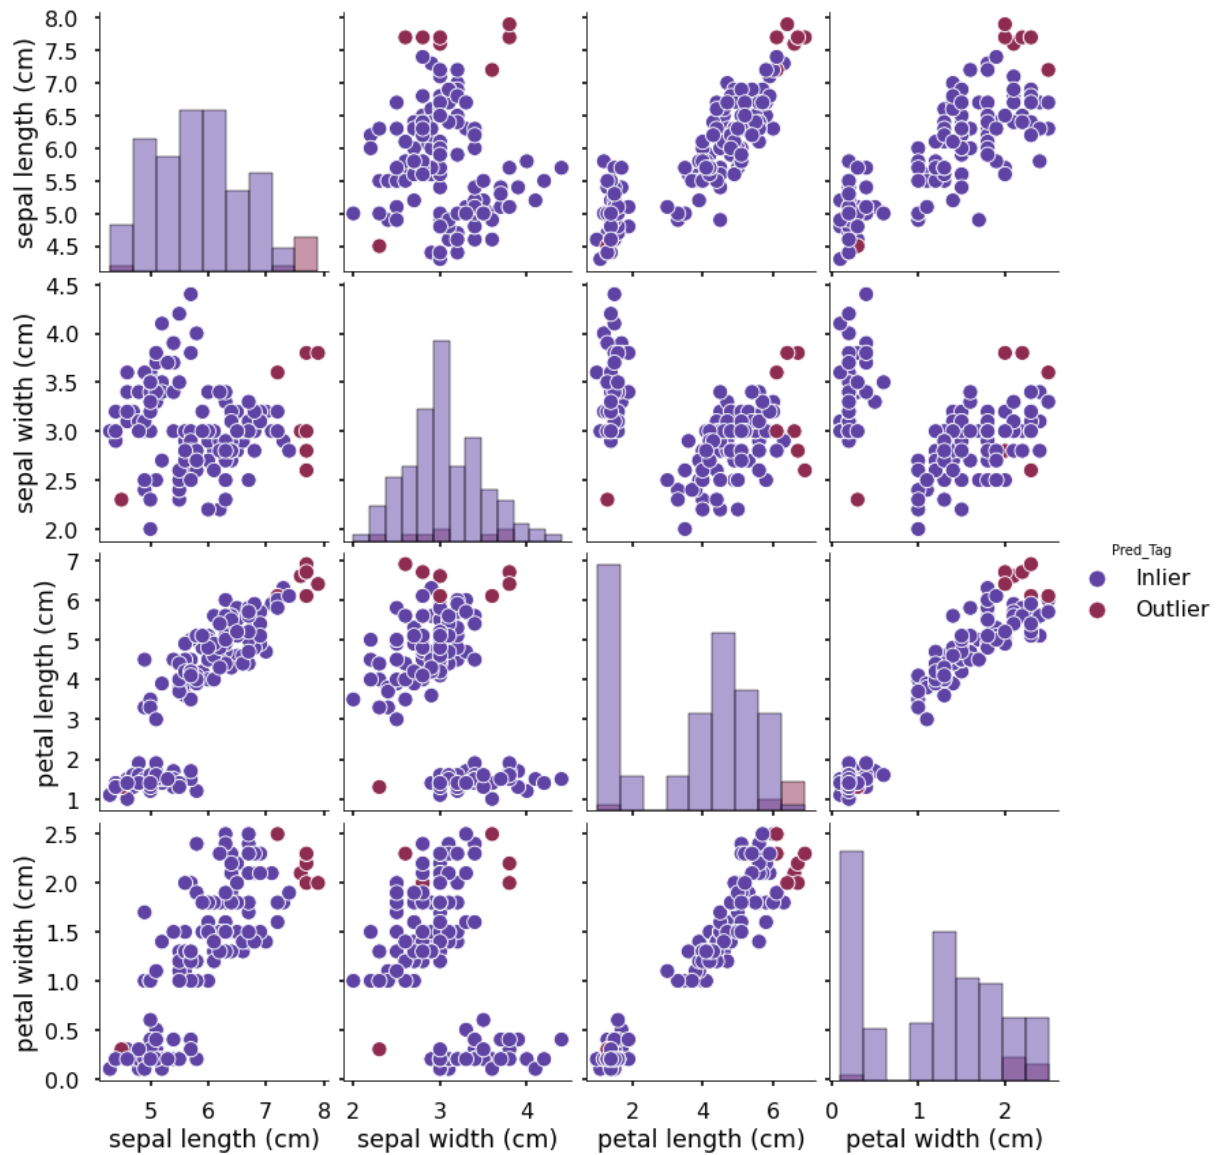 8.0
7.5
7.0
6.5
6.0
5.5
5.0
4.5
sepal length (cm)
4.5
4.0
3.5
3.0
2.5
2.0
sepal width (cm)
7
6
5
4
3
2
1
petal length (cm)
Pred_Tag
Inlier
Outlier
2.5
2.0
1.5
1.0
0.5
0.0
petal width (cm)
5 6 7 8
2 3 4
2 4 6
0 1 2
sepal length (cm)
sepal width (cm)
petal length (cm)
petal width (cm)